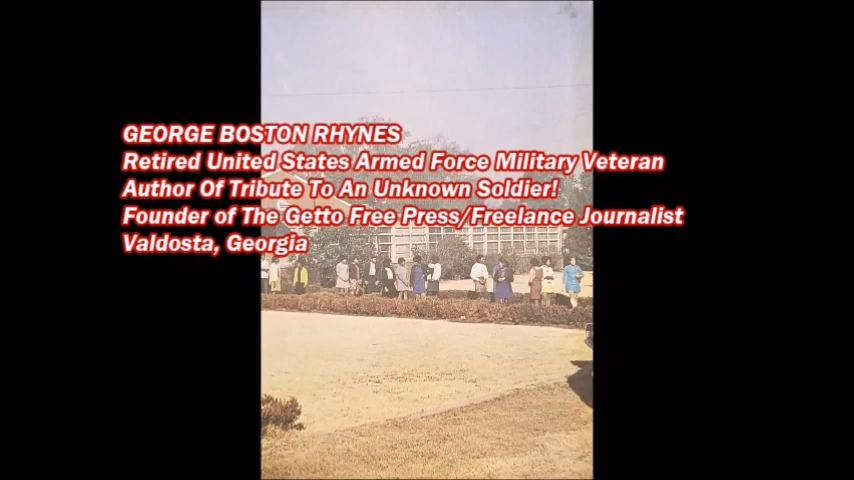 GEORGE BOSTON RHYNES
Retired United States Armed Force Military Veteran
Author Of Tribute To An Unknown Soldier!
Founder of The Getto Free Press/Freelance Journalist
Valdosta, Georgia